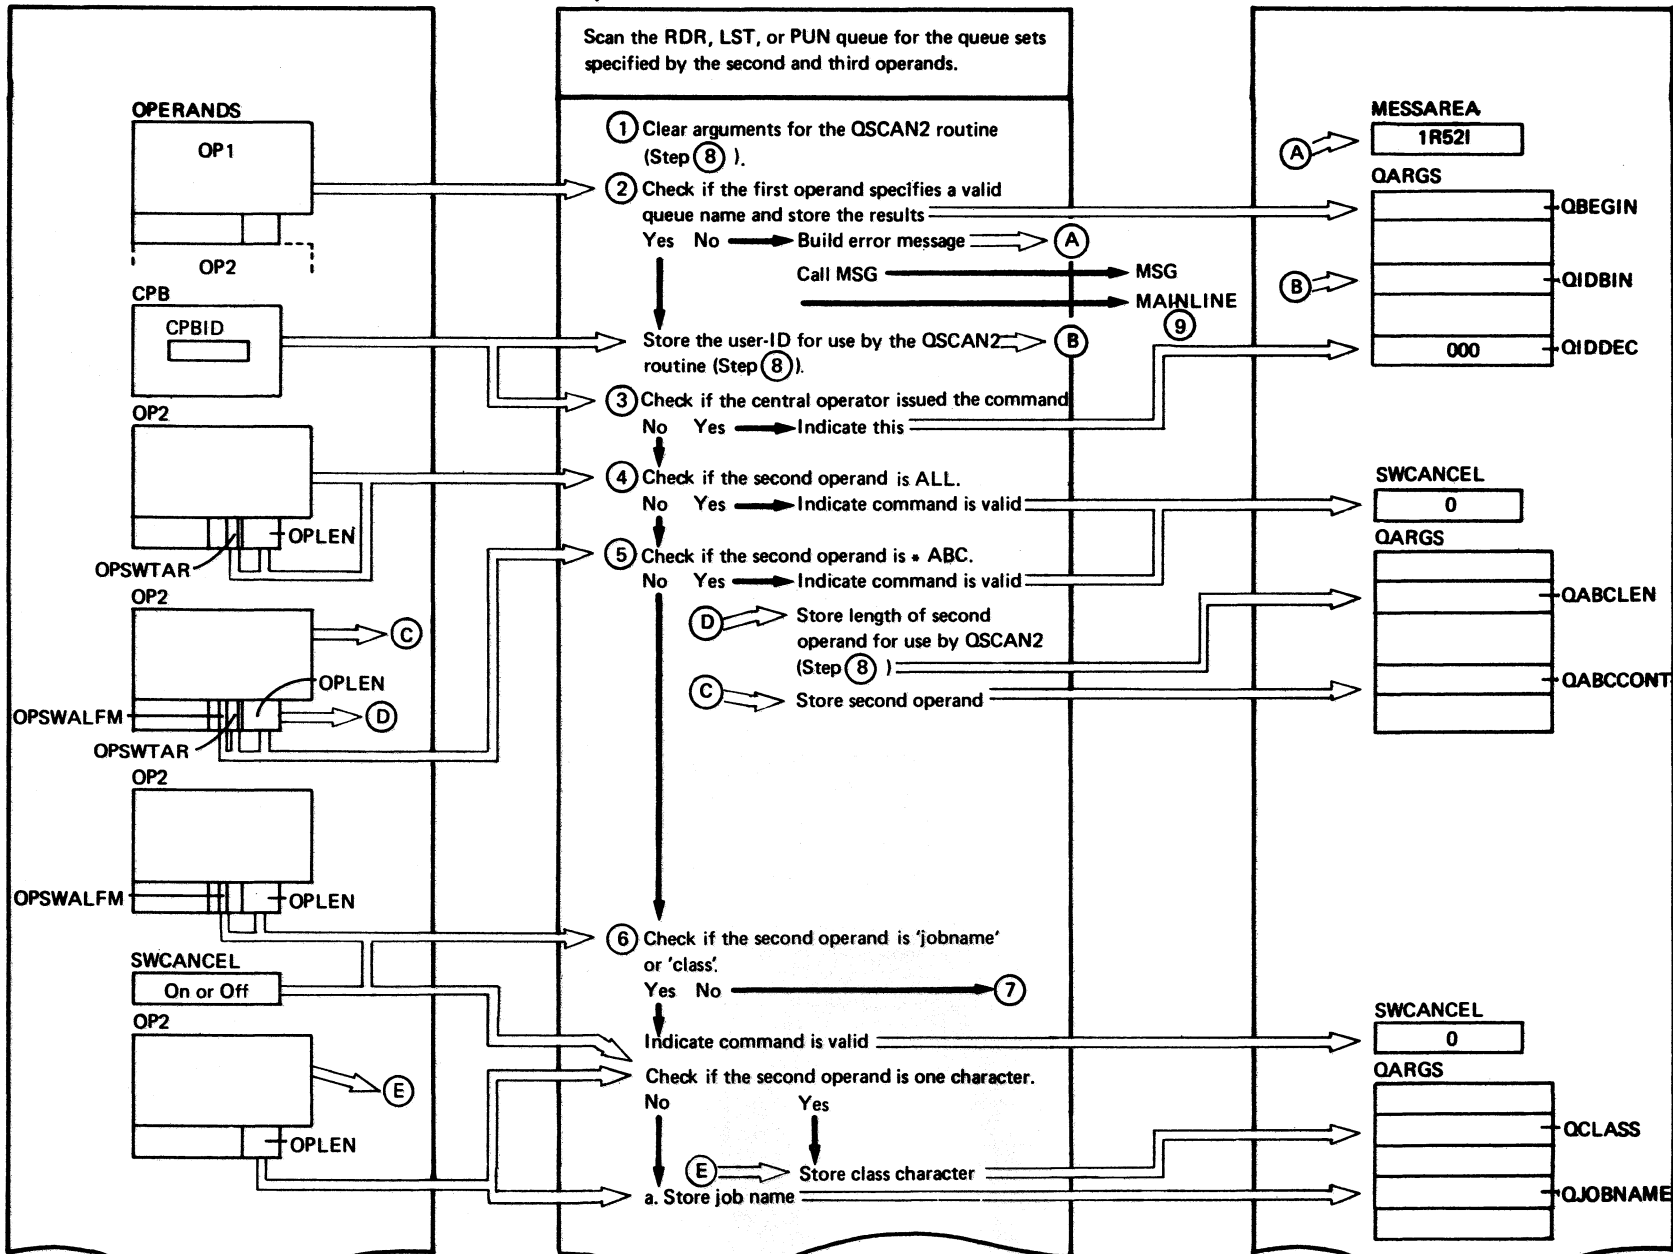 Scan the RDR, LST, or PUN queue for the queue sets
specified by the second and third operands.
OPERANDS
OP1
OP2
CPB
CPBID
OP2
OPLEN
OPSWTAR
OP2
C
OPLEN
OPSWALFM
D
OPSWTAR
OP2
OPSWALFM
OPLEN
SWCANCEL
On or Off
OP2
E
OPLEN
1 Clear arguments for the QSCAN2 routine
(Step 8 ).
2 Check if the first operand specifies a valid
queue name and store the results
Yes No Build error message A
Call MSG MSG
MAINLINE
9
Store the user-ID for use by the QSCAN2 B
routine (Step 8).
3 Check if the central operator issued the command
No Yes Indicate this
4 Check if the second operand is ALL.
No Yes Indicate command is valid
5 Check if the second operand is * ABC.
No Yes Indicate command is valid
D Store length of second
operand for use by QSCAN2
(Step 8 )
C Store second operand
6 Check if the second operand is 'jobname'
or 'class'.
Yes No 7
Indicate command is valid
Check if the second operand is one character.
No Yes
E Store class character
a. Store job name
MESSAREA
A 1R52I
QARGS
QBEGIN
B QIDBIN
000 QIDDEC
SWCANCEL
0
QARGS
QABCLEN
QABCCONT
SWCANCEL
0
QARGS
QCLASS
QJOBNAME